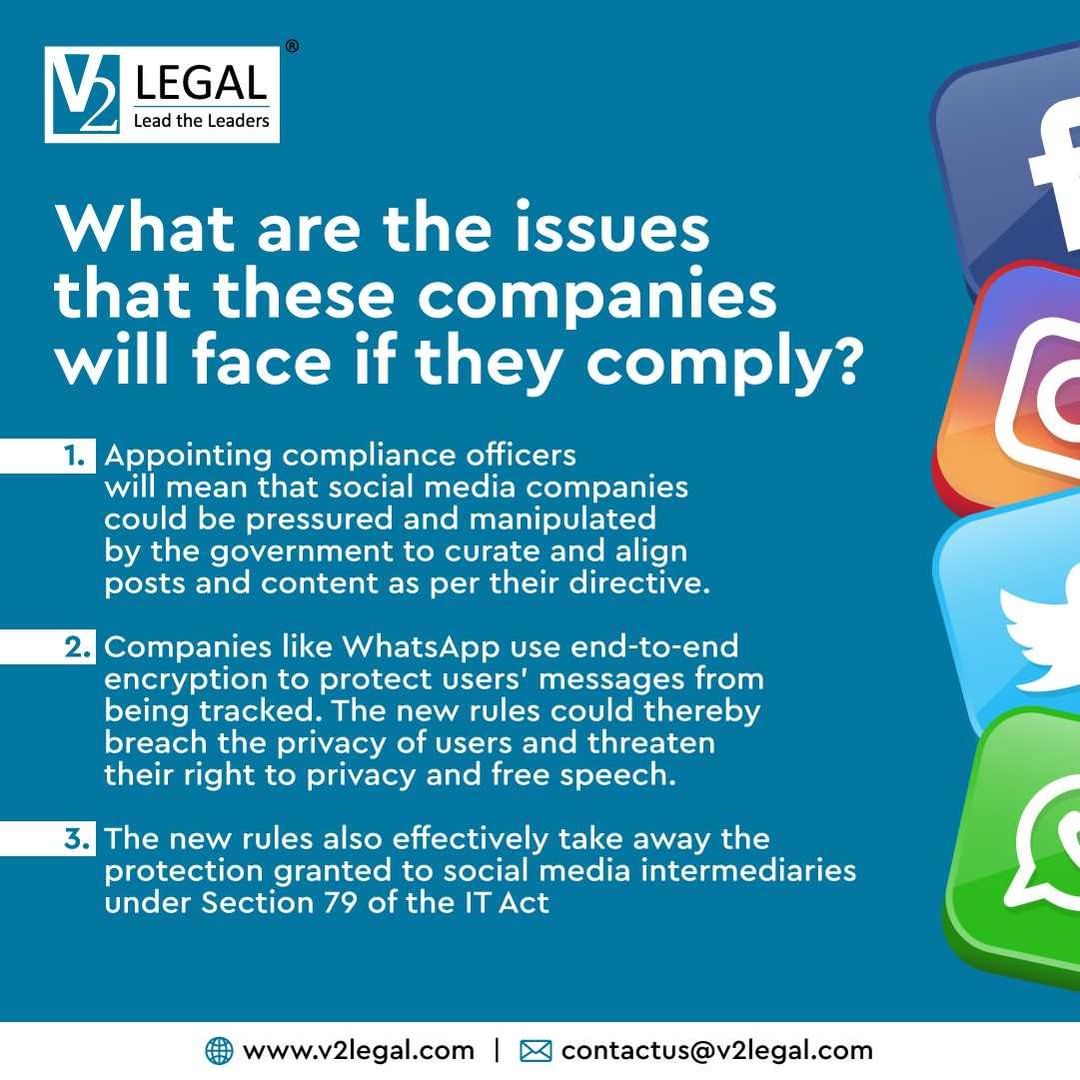 V2 LEGAL ®
Lead the Leaders
What are the issues
that these companies
will face if they comply?
1. Appointing compliance officers
will mean that social media companies
could be pressured and manipulated
by the government to curate and align
posts and content as per their directive.
2. Companies like WhatsApp use end-to-end
encryption to protect users' messages from
being tracked. The new rules could thereby
breach the privacy of users and threaten
their right to privacy and free speech.
3. The new rules also effectively take away the
protection granted to social media intermediaries
under Section 79 of the IT Act
www.v2legal.com | contactus@v2legal.com